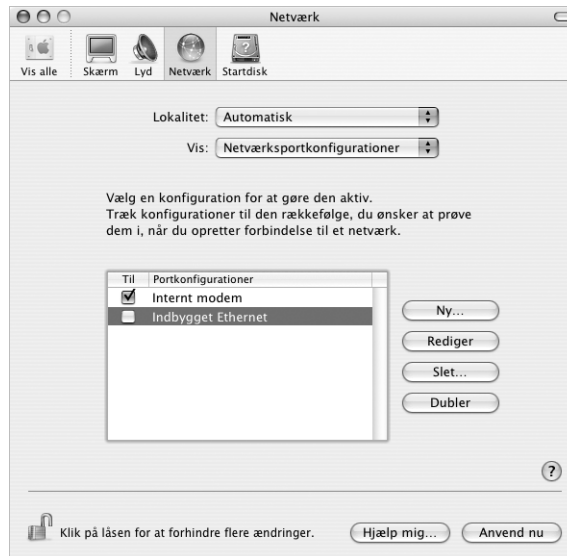 Netværk
Vis alle Skærm Lyd Netværk Startdisk
Lokalitet: Automatisk
Vis: Netværksportkonfigurationer
Vælg en konfiguration for at gøre den aktiv.
Træk konfigurationer til den rækkefølge, du ønsker at prøve
dem i, når du opretter forbindelse til et netværk.
Til Portkonfigurationer
Internt modem
Indbygget Ethernet
Ny...
Rediger
Slet...
Dubler
?
Klik på låsen for at forhindre flere ændringer. Hjælp mig... Anvend nu